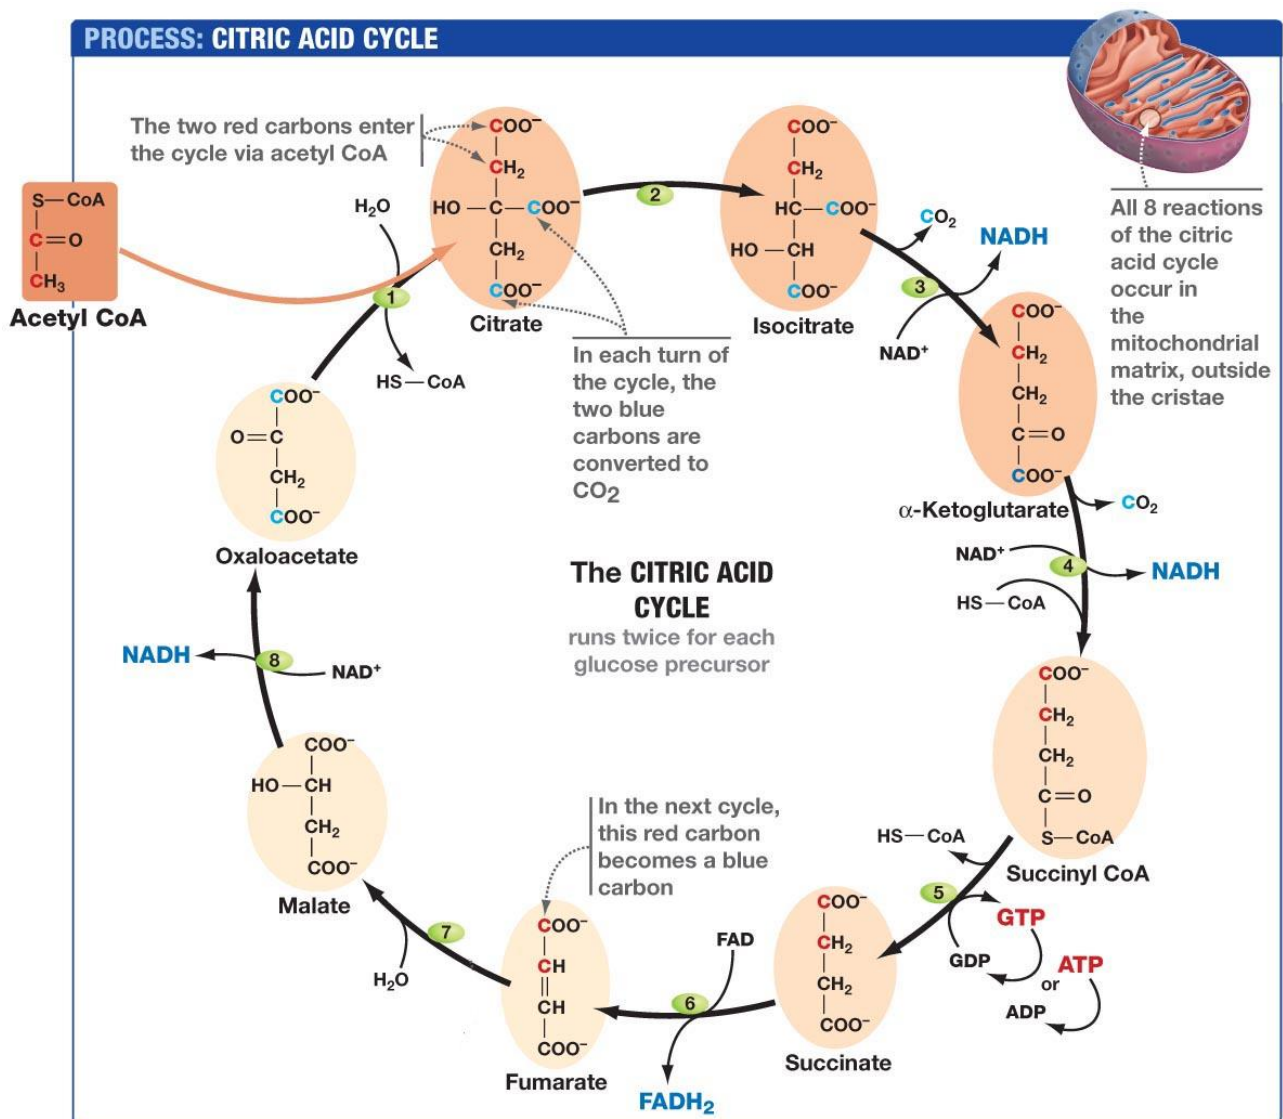 PROCESS: CITRIC ACID CYCLE
The two red carbons enter
the cycle via acetyl CoA
S—CoA
C=O
CH₃
Acetyl CoA
H₂O
1
HS—CoA
COO⁻
CH₂
HO—C—COO⁻
CH₂
COO⁻
Citrate
2
COO⁻
CH₂
HC—COO⁻
HO—CH
COO⁻
Isocitrate
In each turn of
the cycle, the
two blue
carbons are
converted to
CO₂
CO₂
NADH
3
NAD⁺
All 8 reactions
of the citric
acid cycle
occur in
the
mitochondrial
matrix, outside
the cristae
COO⁻
CH₂
CH₂
C=O
COO⁻
α-Ketoglutarate
CO₂
NAD⁺
4
NADH
HS—CoA
COO⁻
CH₂
CH₂
C=O
S—CoA
Succinyl CoA
HS—CoA
5
GTP
GDP
ATP
or
ADP
COO⁻
CH₂
CH₂
COO⁻
Succinate
FAD
6
FADH₂
In the next cycle,
this red carbon
becomes a blue
carbon
COO⁻
CH
CH
COO⁻
Fumarate
7
H₂O
COO⁻
HO—CH
CH₂
COO⁻
Malate
NADH
8
NAD⁺
COO⁻
O=C
CH₂
COO⁻
Oxaloacetate
The CITRIC ACID
CYCLE
runs twice for each
glucose precursor